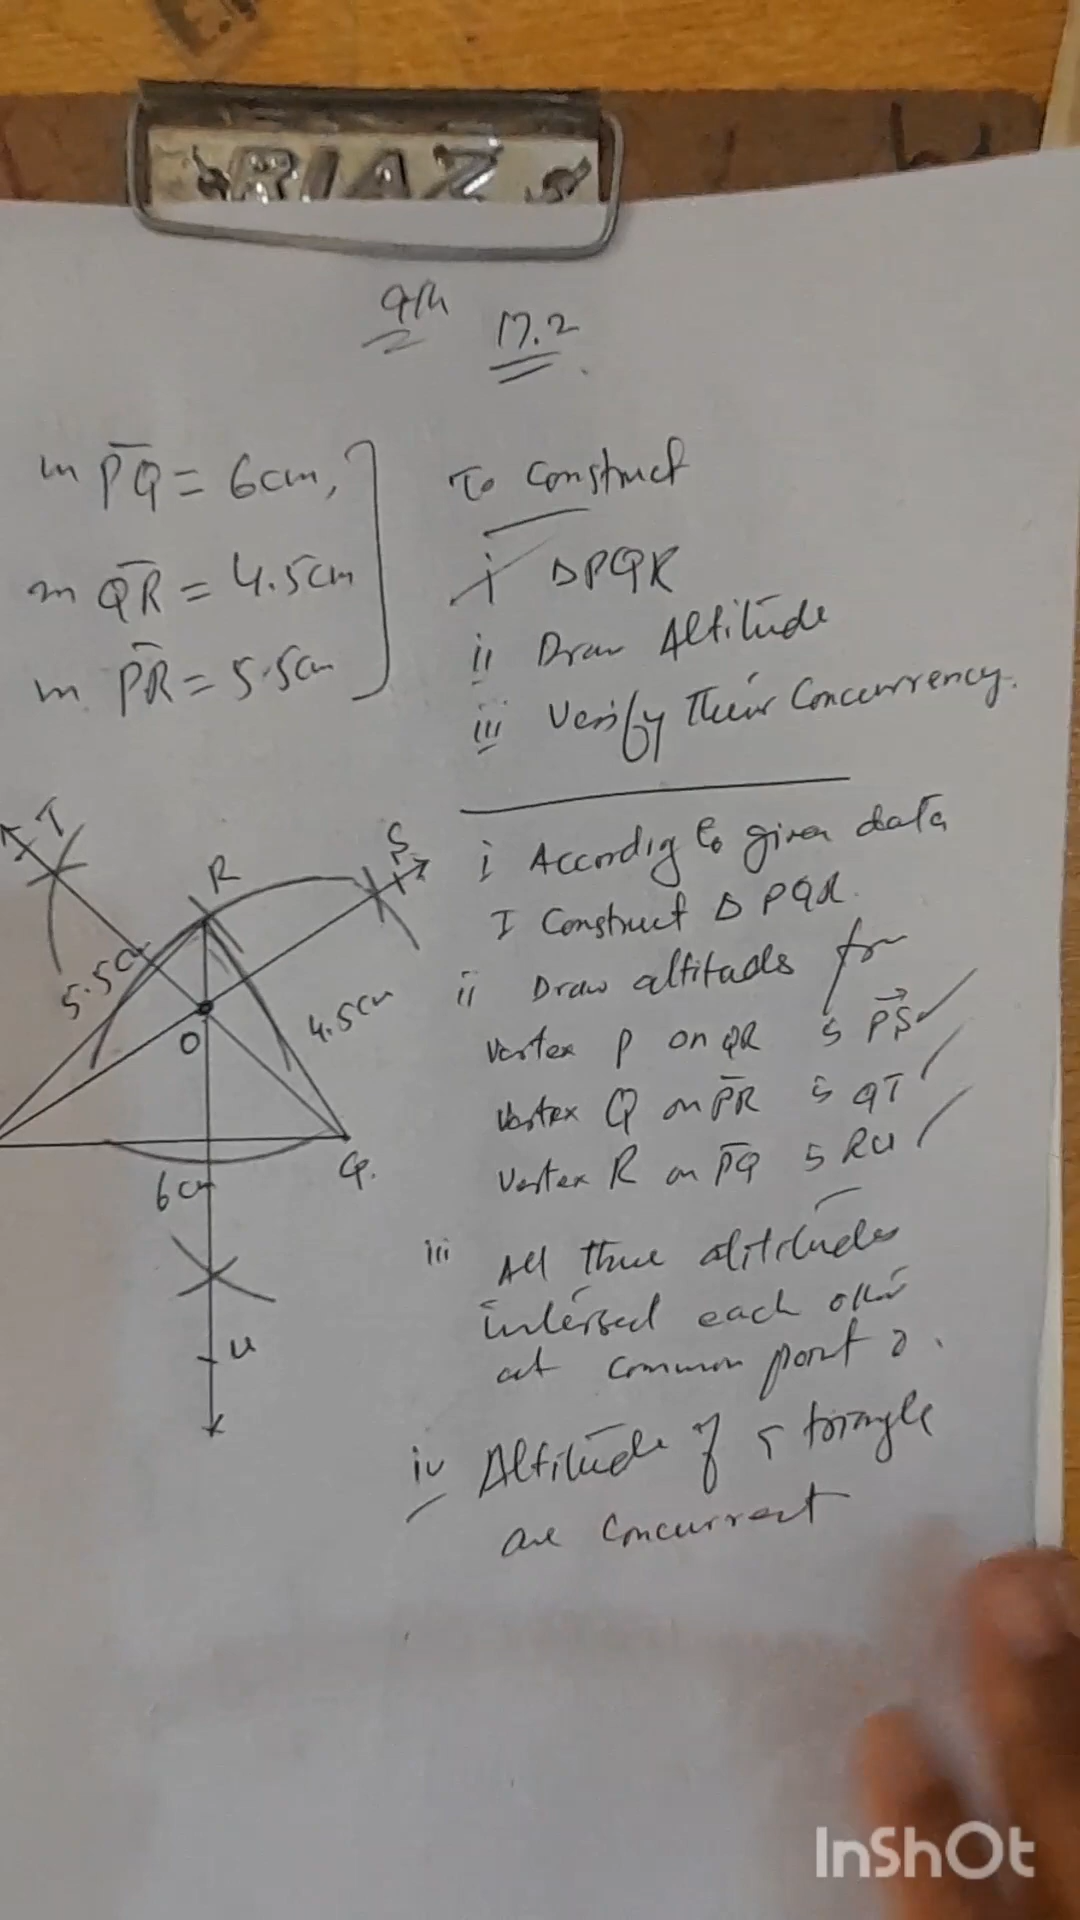 RIAZ
9th 17.2
m PQ = 6cm,
m QR = 4.5cm
m PR = 5.5cm
To Construct
i ΔPQR
ii Draw Altitude
iii Verify Their Concurrency.
i According to given data
I Construct Δ PQR.
ii Draw altitudes for
vertex P on QR is PS
vertex Q on PR is QT
vertex R on PQ is RU
iii All three altitudes
intersect each other
at common point O.
iv Altitude of triangle
are Concurrent
T
R
S
5.5cm
4.5cm
O
6cm
Q.
U
InShOt